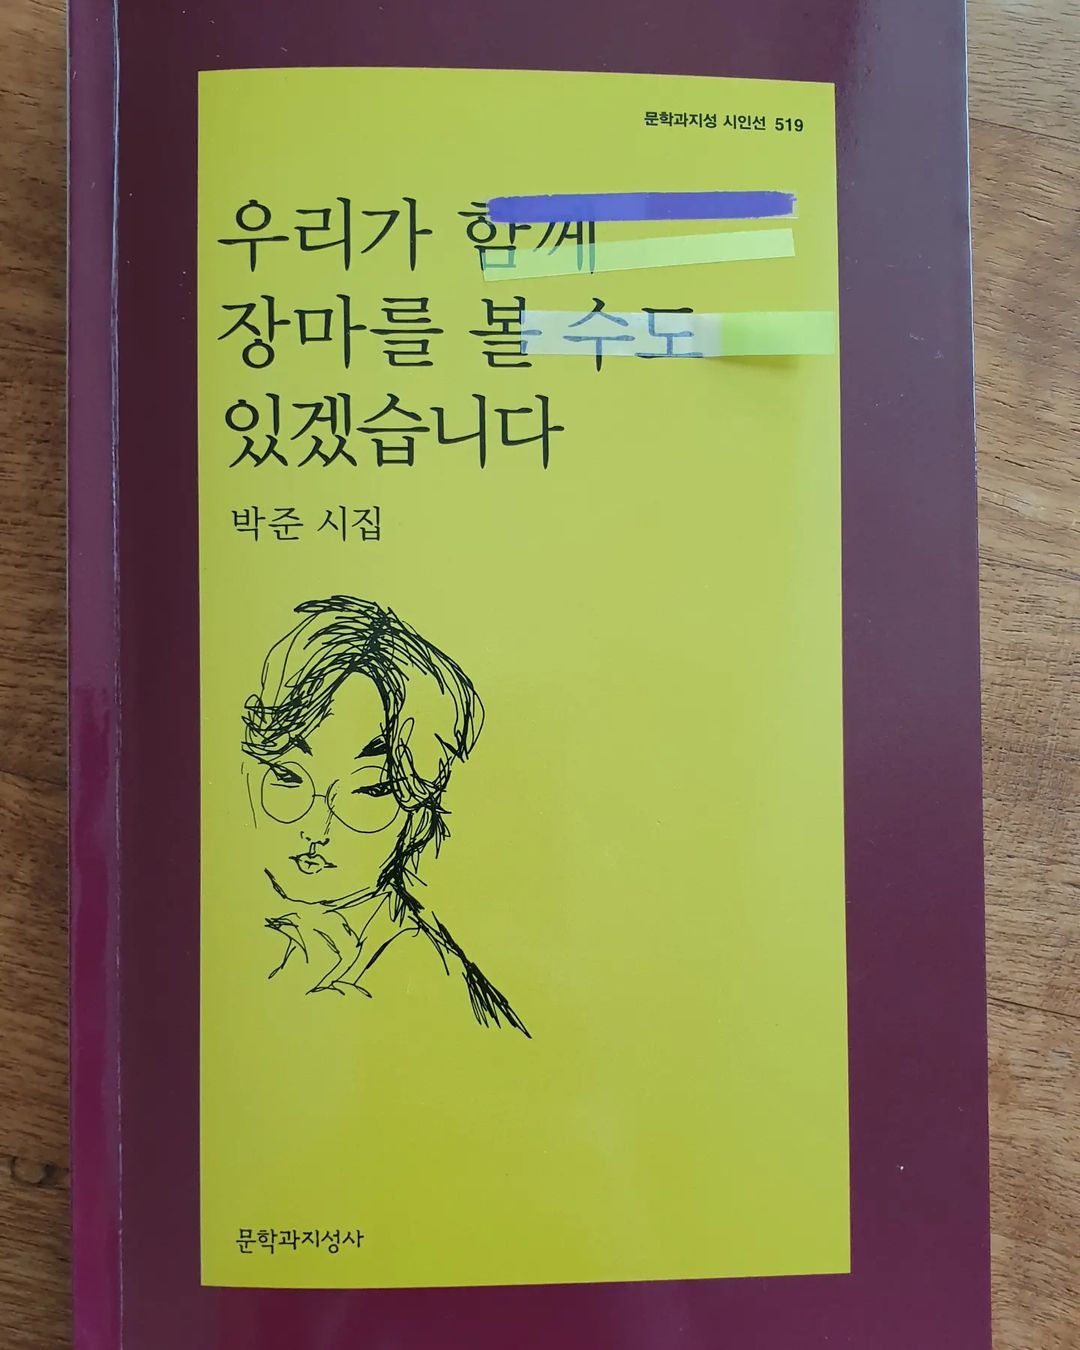 문학과지성 시인선 519
우리가 함께
장마를 볼 수도
있겠습니다
박준 시집
문학과지성사